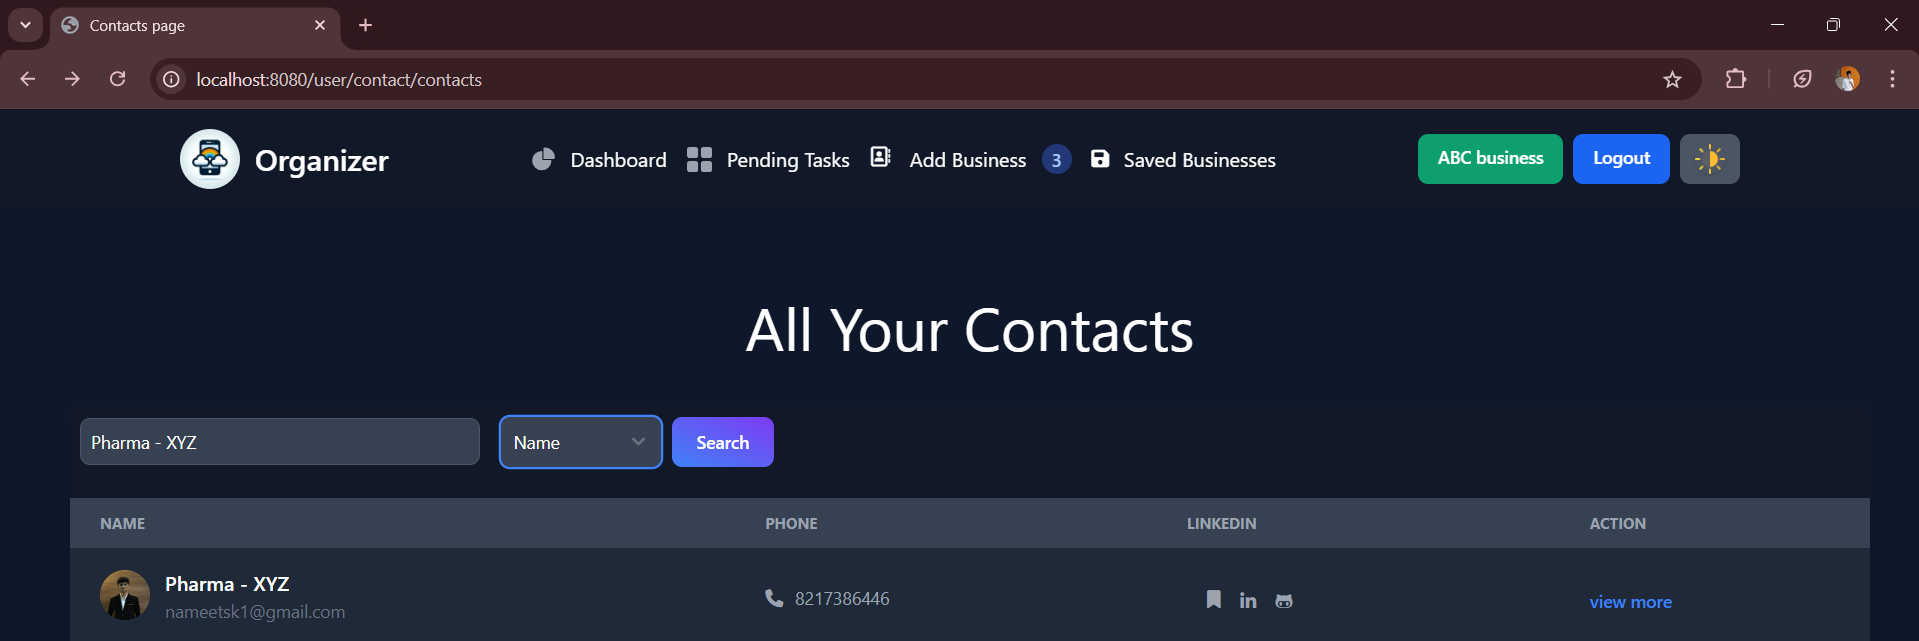 Contacts page
localhost:8080/user/contact/contacts
Organizer
Dashboard
Pending Tasks
Add Business
3
Saved Businesses
ABC business
Logout
All Your Contacts
Pharma - XYZ
Name
Search
NAME
PHONE
LINKEDIN
ACTION
Pharma - XYZ
nameetsk1@gmail.com
8217386446
in
view more